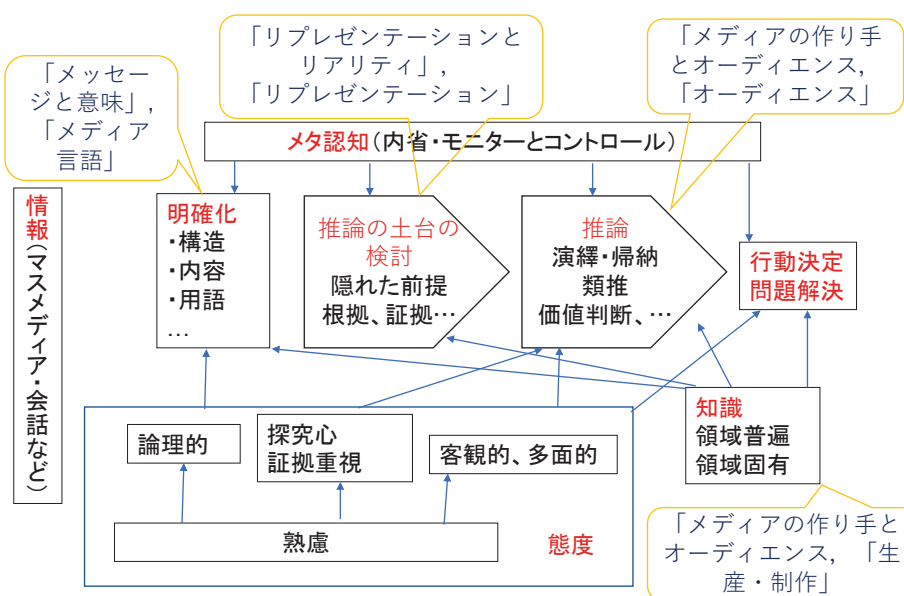 「リプレゼンテーションと
リアリティ」,
「リプレゼンテーション」
「メディアの作り手
とオーディエンス,
「オーディエンス」
「メッセー
ジと意味」,
「メディア
言語」
メタ認知(内省・モニターとコントロール)
情報(マスメディア・会話など)
明確化
・構造
・内容
・用語
…
推論の土台の
検討
隠れた前提
根拠、証拠…
推論
演繹・帰納
類推
価値判断、…
行動決定
問題解決
知識
領域普遍
領域固有
論理的
探究心
証拠重視
客観的、多面的
熟慮
態度
「メディアの作り手と
オーディエンス, 「生
産・制作」